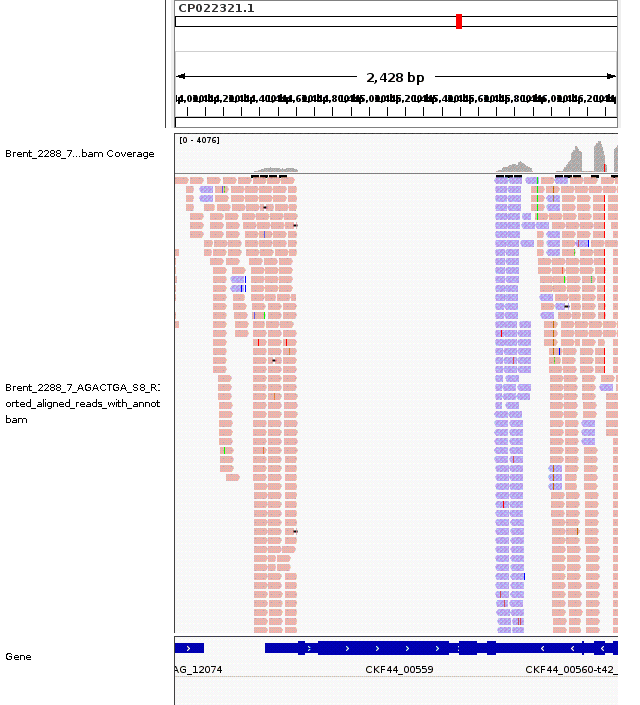 CP022321.1
2,428 bp
[0 - 4076]
Brent_2288_7...bam Coverage
Brent_2288_7_AGACTGA_S8_R
orted_aligned_reads_with_annot
bam
Gene
AG_12074
CKF44_00559
CKF44_00560-t42_